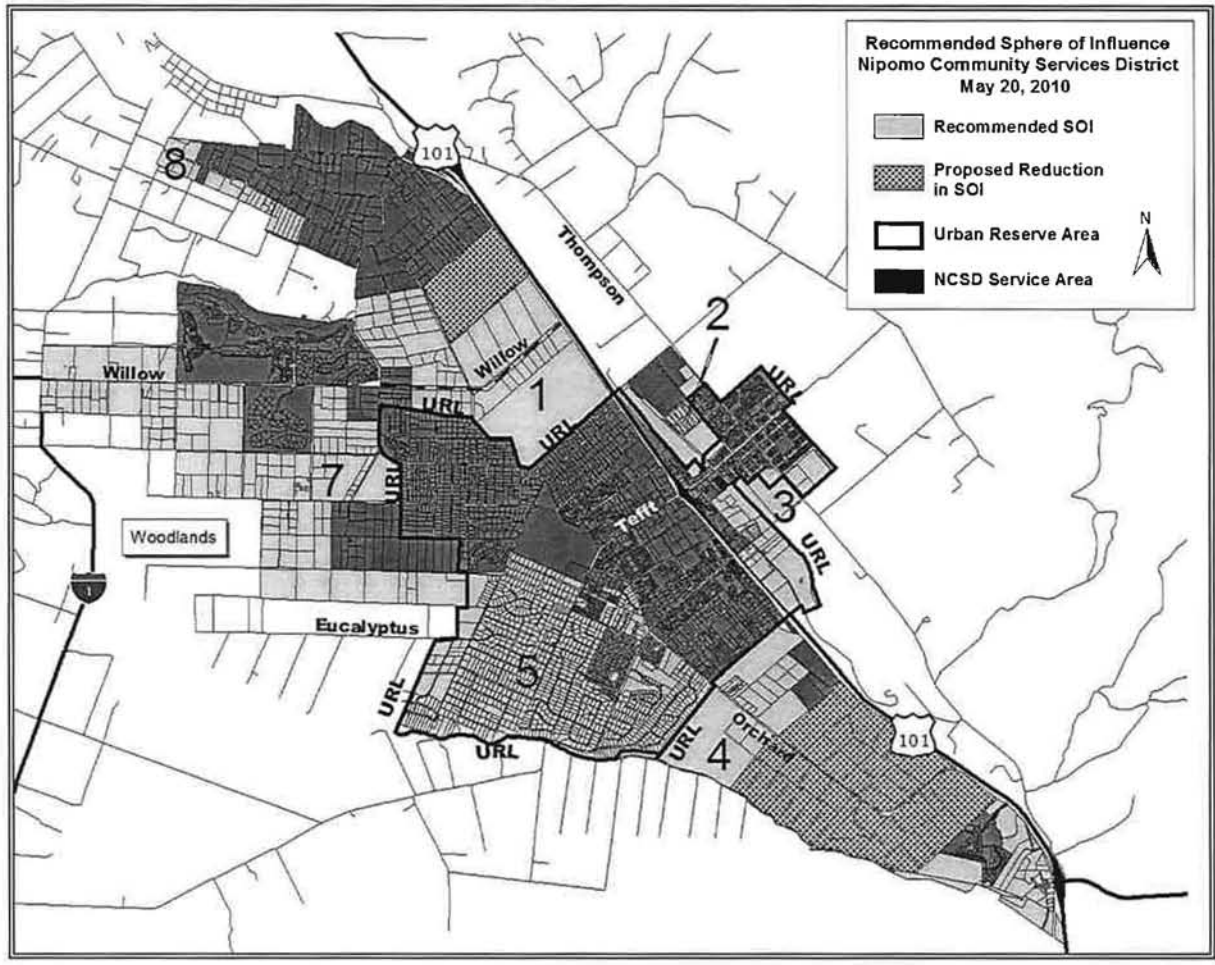 Recommended Sphere of Influence
Nipomo Community Services District
May 20, 2010
Recommended SOI
Proposed Reduction
in SOI
N
Urban Reserve Area
NCSD Service Area
8
101
Thompson
2
Willow
URL
Willow
1
URL
URL
7
URL
3
Tefft
URL
Woodlands
1
Eucalyptus
5
URL
URL
URL
4
Orchard
101